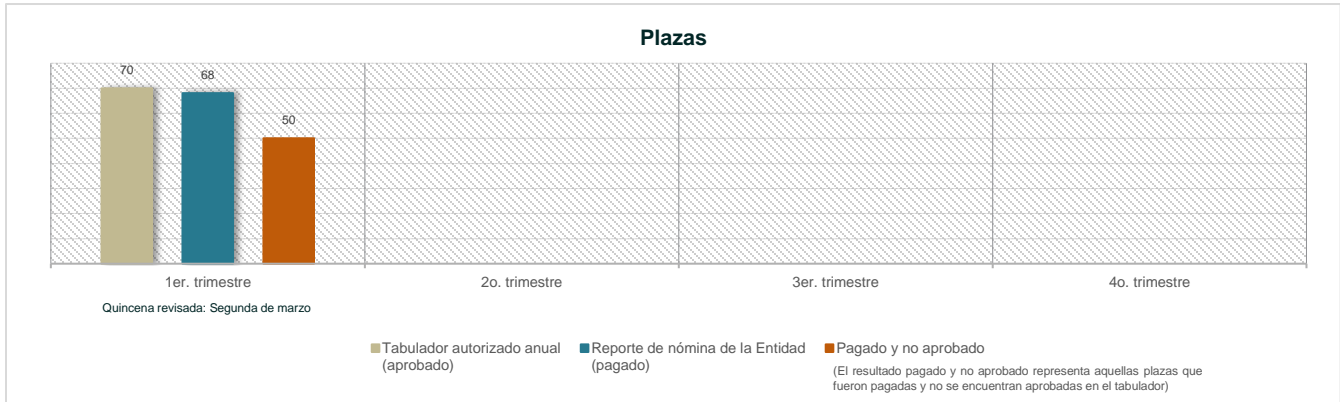 Plazas
70
68
50
1er. trimestre
2o. trimestre
3er. trimestre
4o. trimestre
Quincena revisada: Segunda de marzo
Tabulador autorizado anual
(aprobado)
Reporte de nómina de la Entidad
(pagado)
Pagado y no aprobado
(El resultado pagado y no aprobado representa aquellas plazas que
fueron pagadas y no se encuentran aprobadas en el tabulador)